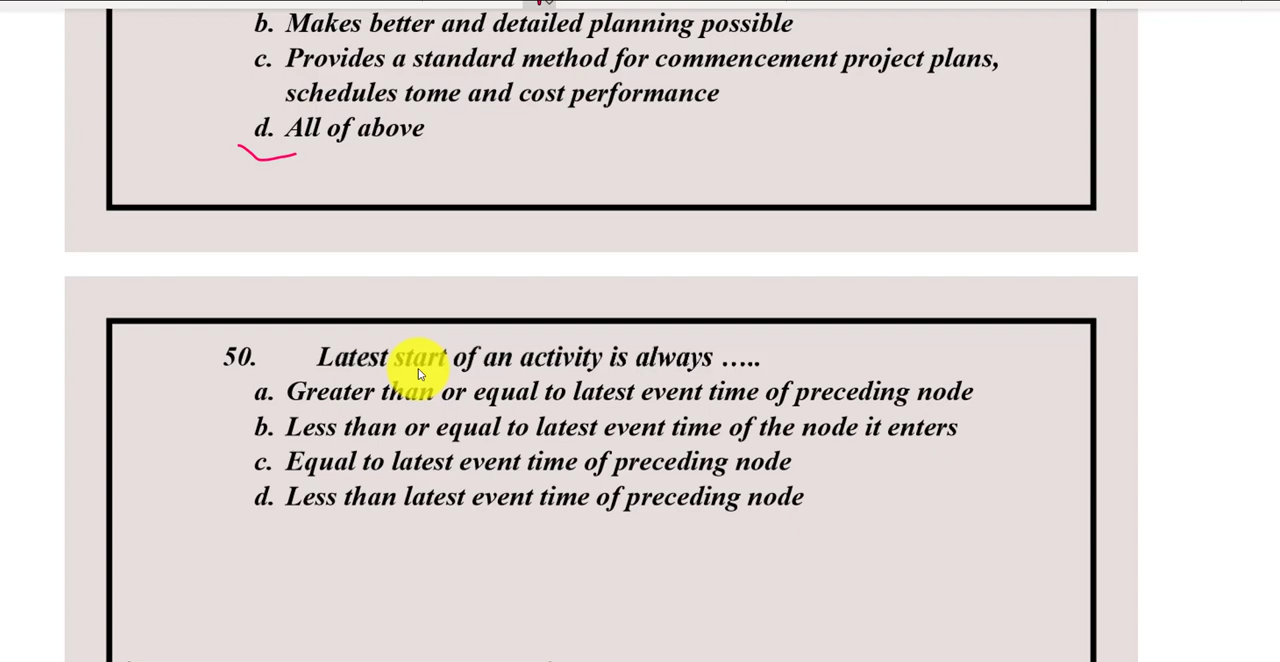 b. Makes better and detailed planning possible
c. Provides a standard method for commencement project plans,
schedules tome and cost performance
d. All of above
50. Latest start of an activity is always …..
a. Greater than or equal to latest event time of preceding node
b. Less than or equal to latest event time of the node it enters
c. Equal to latest event time of preceding node
d. Less than latest event time of preceding node